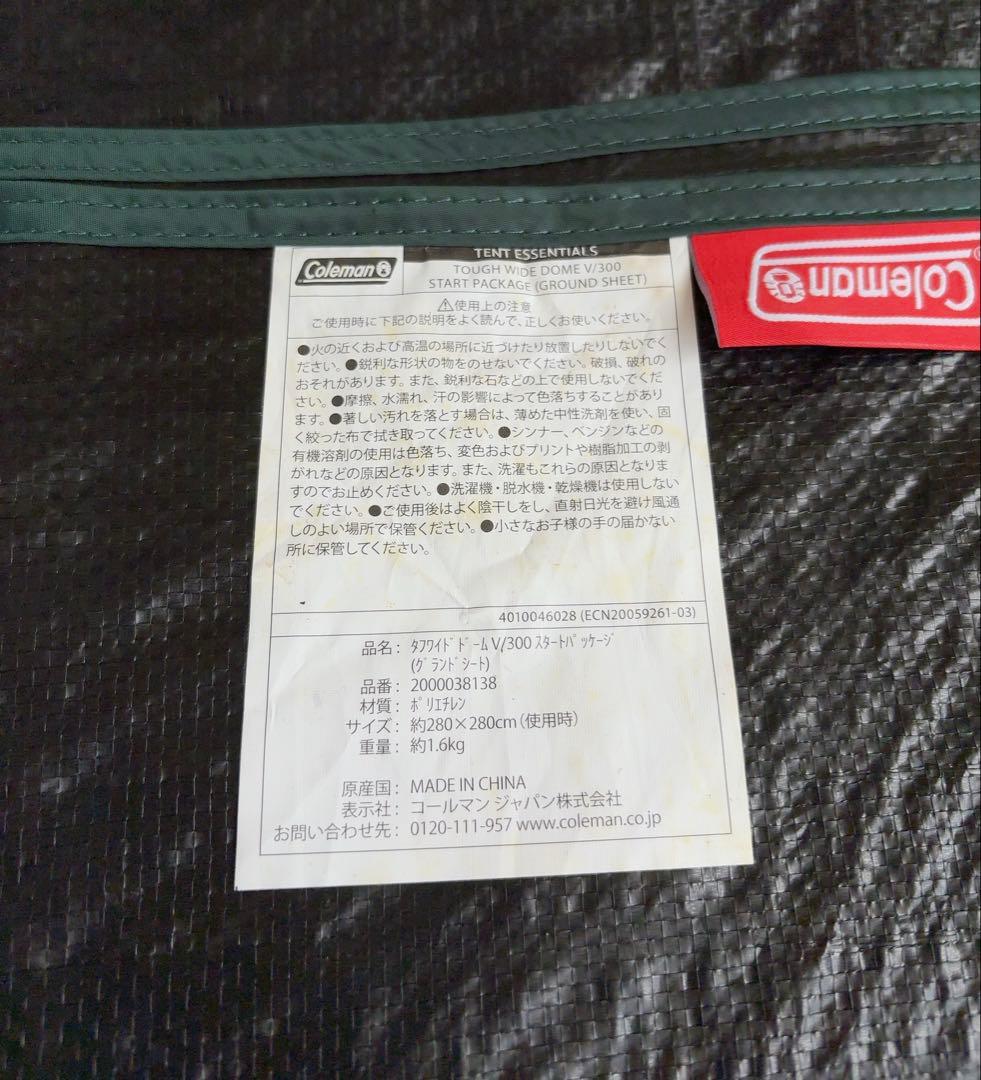 Coleman
TENT ESSENTIALS
TOUGH WIDE DOME V/300
START PACKAGE (GROUND SHEET)
⚠使用上の注意
ご使用時に下記の説明をよく読んで、正しくお使いください。
●火の近くおよび高温の場所に近づけたり放置したりしないでく
ださい。●鋭利な形状の物をのせないでください。破損、破れの
おそれがあります。また、鋭利な石などの上で使用しないでくだ
さい。●摩擦、水濡れ、汗の影響によって色落ちすることがあり
ます。●著しい汚れを落とす場合は、薄めた中性洗剤を使い、固
く絞った布で拭き取ってください。●シンナー、ベンジンなどの
有機溶剤の使用は色落ち、変色およびプリントや樹脂加工の剥
がれなどの原因となります。また、洗濯もこれらの原因となりま
すのでお止めください。●洗濯機・脱水機・乾燥機は使用しない
でください。●ご使用後はよく陰干しをし、直射日光を避け風通
しのよい場所で保管ください。●小さなお子様の手の届かない
所に保管してください。
4010046028 (ECN20059261-03)
品名： ﾀﾌﾜｲﾄﾞﾄﾞｰﾑ V/300 ｽﾀｰﾄﾊﾟｯｹｰｼﾞ
(ｸﾞﾗﾝﾄﾞｼｰﾄ)
品番： 2000038138
材質： ﾎﾟﾘｴﾁﾚﾝ
サイズ： 約280×280cm（使用時）
重量： 約1.6kg
原産国： MADE IN CHINA
表示社： コールマン ジャパン株式会社
お問い合わせ先： 0120-111-957 www.coleman.co.jp
Coleman